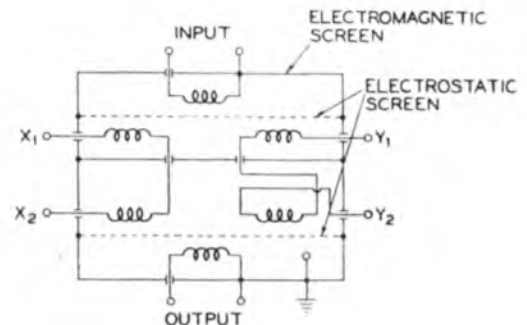 ELECTROMAGNETIC
SCREEN
INPUT
ELECTROSTATIC
SCREEN
X₁
Y₁
X₂
Y₂
OUTPUT